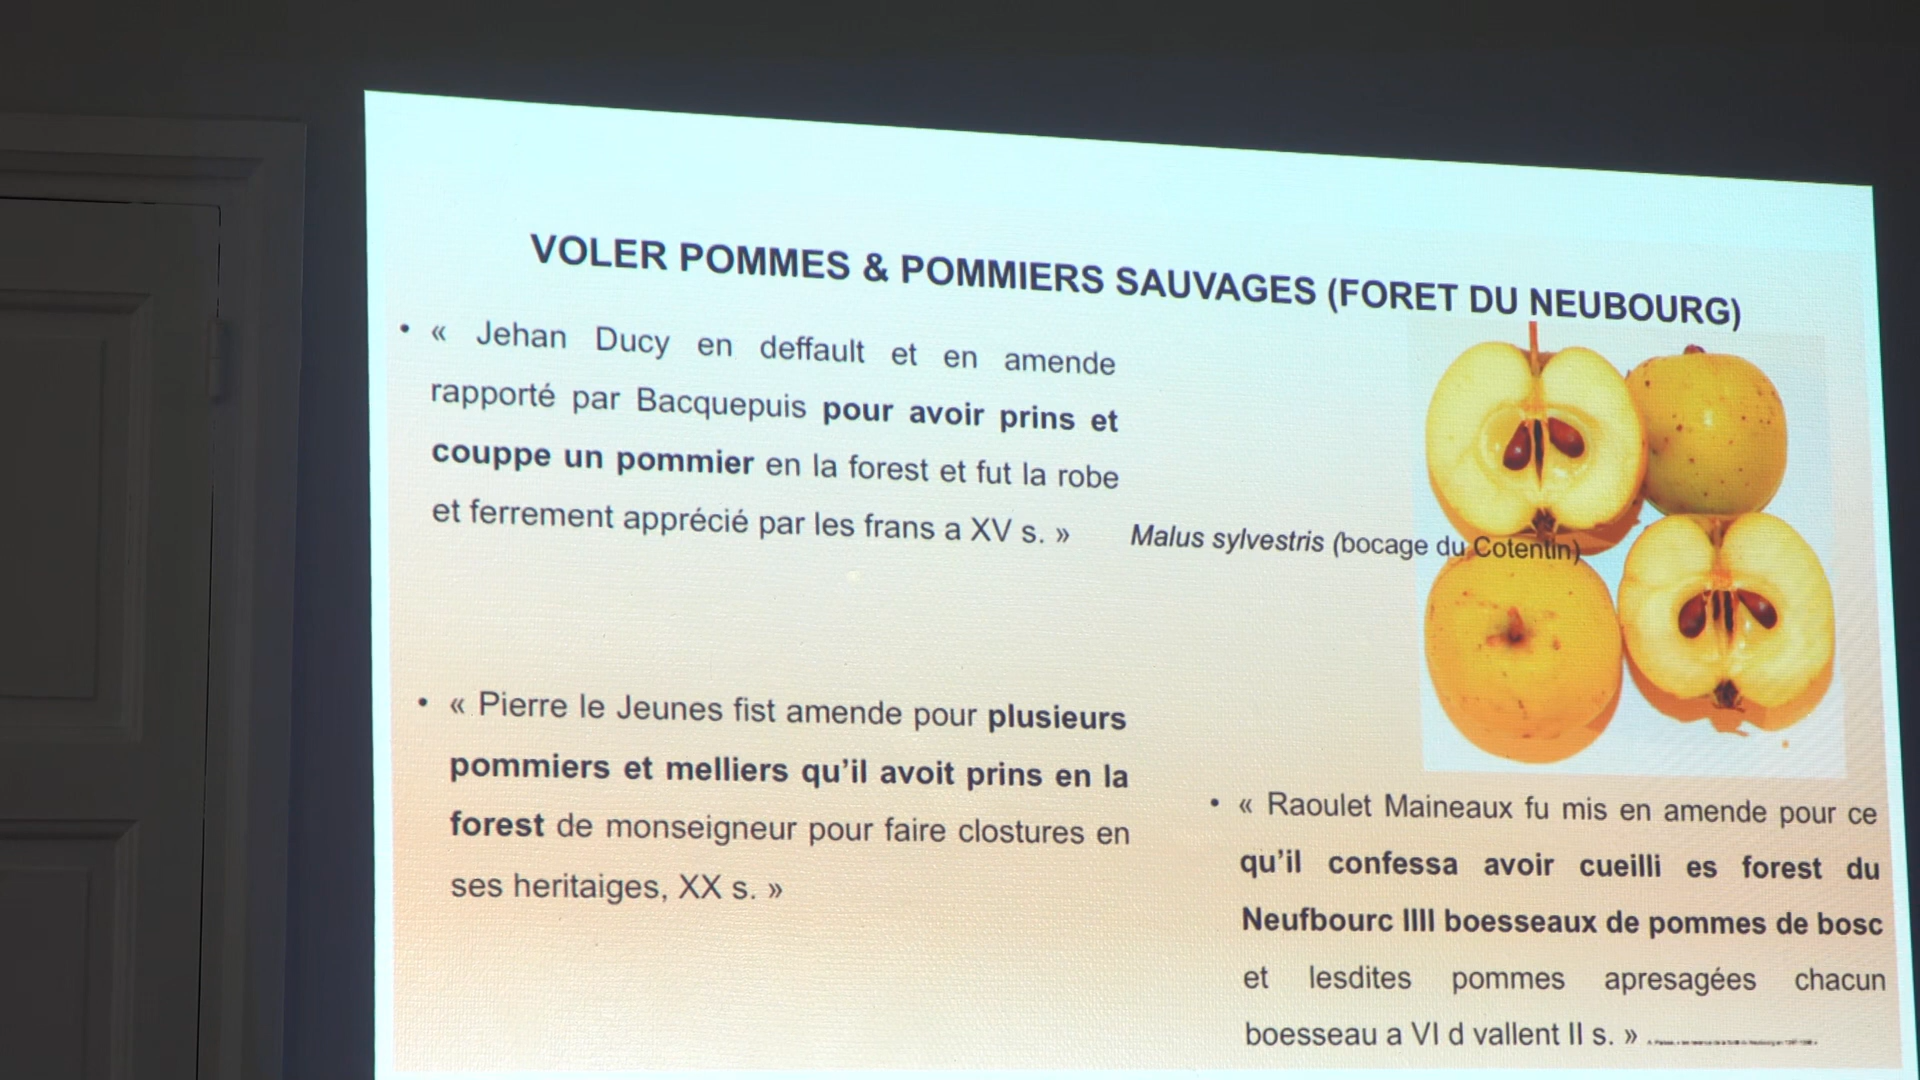 VOLER POMMES & POMMIERS SAUVAGES (FORET DU NEUBOURG)
• « Jehan Ducy en deffault et en amende
rapporté par Bacquepuis pour avoir prins et
couppe un pommier en la forest et fut la robe
et ferrement apprécié par les frans a XV s. »
Malus sylvestris (bocage du Cotentin)
• « Pierre le Jeunes fist amende pour plusieurs
pommiers et melliers qu’il avoit prins en la
forest de monseigneur pour faire clostures en
ses heritaiges, XX s. »
• « Raoulet Maineaux fu mis en amende pour ce
qu’il confessa avoir cueilli es forest du
Neufbourc IIII boesseaux de pommes de bosc
et lesdites pommes apresagées chacun
boesseau a VI d vallent II s. »